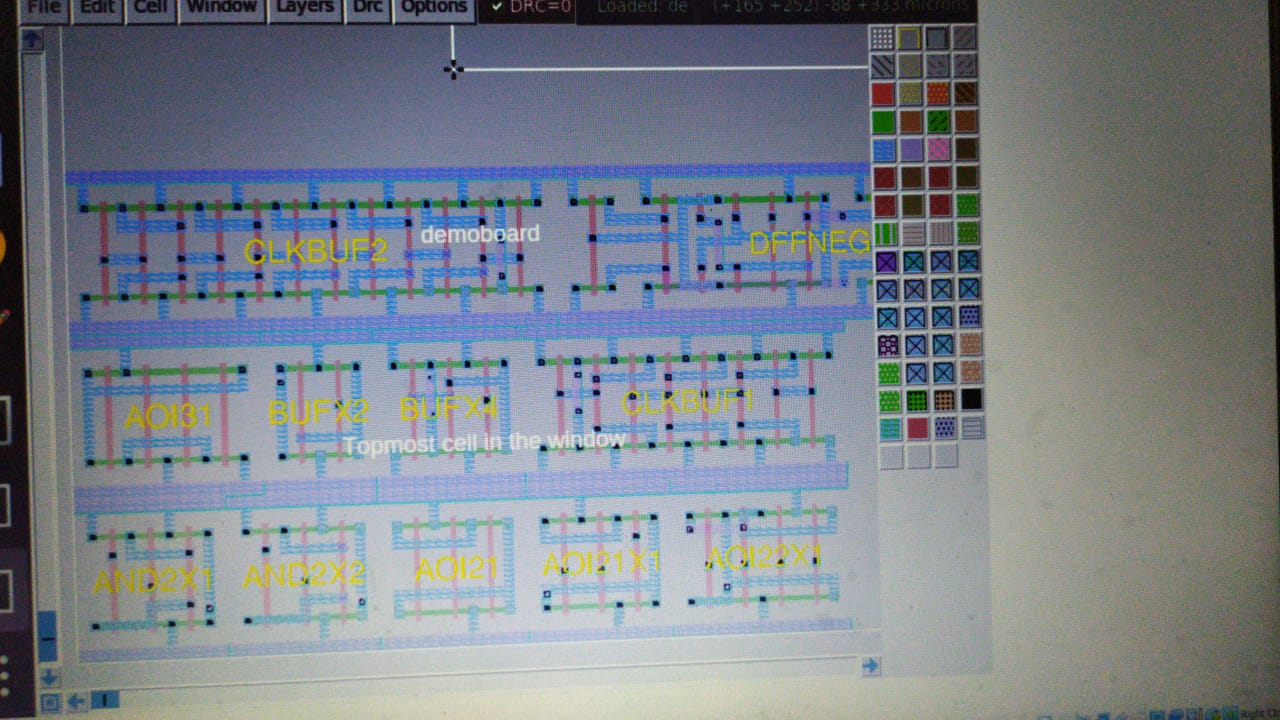 File Edit Cell Window Layers Drc Options ✔ DRC=0 Loaded: de (+165 +252) -88 +333 microns
CLKBUF2 demoboard DFFNEG
AOI31 BUFX2 BUFX4 CLKBUF1
Topmost cell in the window
AND2X1 AND2X2 AOI21 AOI21X1 AOI22X1